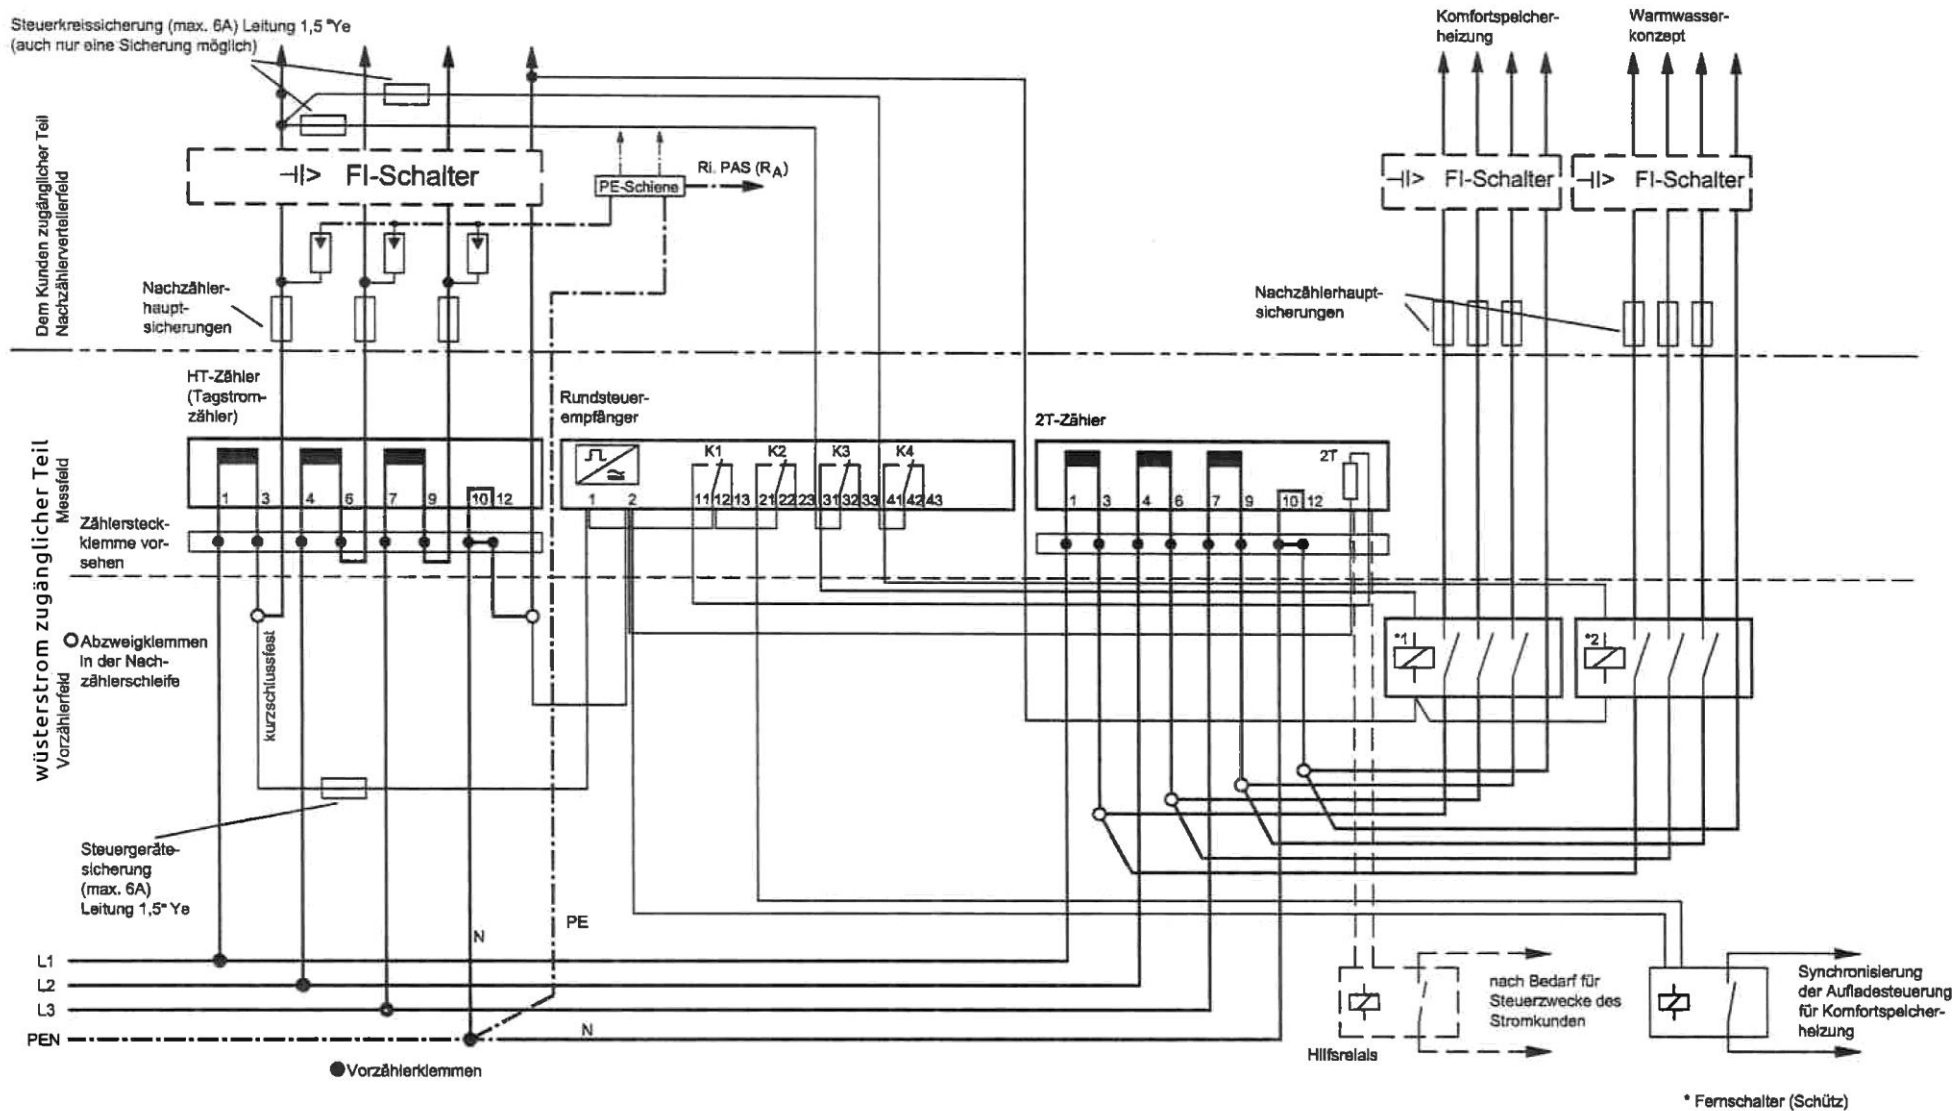 Steuerkreissicherung (max. 6A) Leitung 1,5 "Ye
(auch nur eine Sicherung möglich)
Komfortspeicher-
heizung
Warmwasser-
konzept
Dem Kunden zugänglicher Teil
Nachzählerverteilerfeld
FI-Schalter
PE-Schiene
Ri. PAS (RA)
FI-Schalter
FI-Schalter
Nachzähler-
haupt-
sicherungen
Nachzählerhaupt-
sicherungen
HT-Zähler
(Tagstrom-
zähler)
Rundsteuer-
empfänger
2T-Zähler
K1 K2 K3 K4
2T
1 3 4 6 7 9 10 12
1 2 11 12 13 21 22 23 31 32 33 41 42 43
1 3 4 6 7 9 10 12
wüsterstrom zugänglicher Teil
Messfeld
Zählersteck-
klemme vor-
sehen
Vorzählerfeld
Abzweigklemmen
in der Nach-
zählerschleife
kurzschlussfest
*1
*2
Steuergeräte-
sicherung
(max. 6A)
Leitung 1,5" Ye
N
PE
L1
L2
L3
PEN
N
Vorzählerklemmen
Hilfsrelais
nach Bedarf für
Steuerzwecke des
Stromkunden
Synchronisierung
der Aufladesteuerung
für Komfortspeicher-
heizung
* Fernschalter (Schütz)